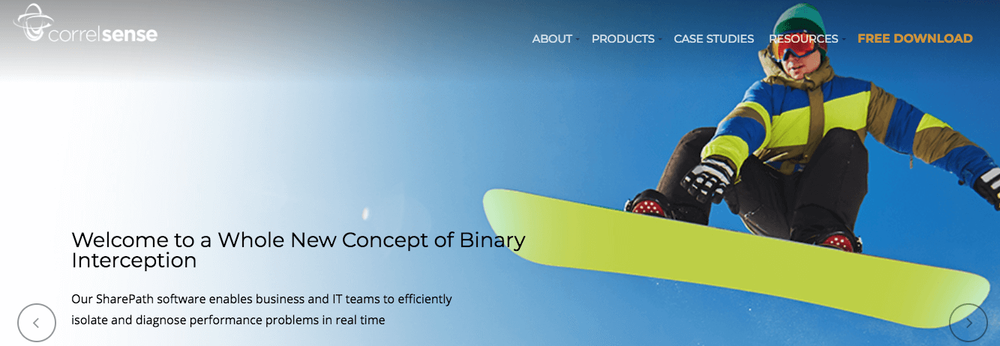 correlsense
ABOUT PRODUCTS CASE STUDIES RESOURCES FREE DOWNLOAD
Welcome to a Whole New Concept of Binary
Interception
Our SharePath software enables business and IT teams to efficiently
isolate and diagnose performance problems in real time